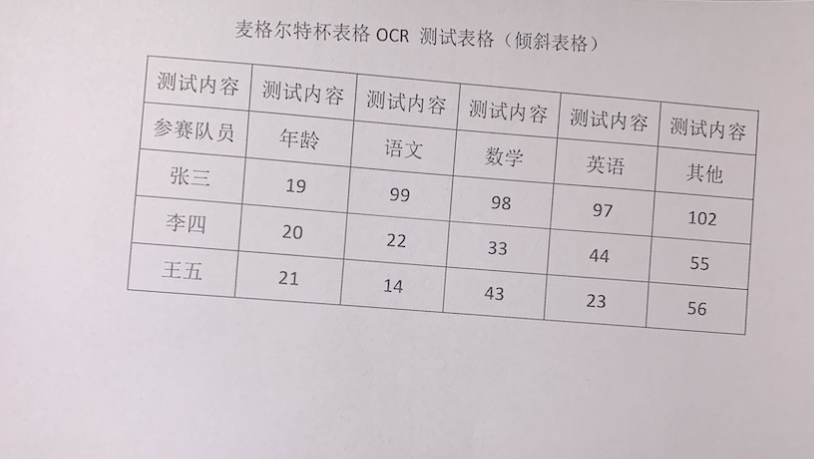 麦格尔特杯表格 OCR 测试表格（倾斜表格）
测试内容 测试内容 测试内容 测试内容 测试内容 测试内容
参赛队员 年龄 语文 数学 英语 其他
张三 19 99 98 97 102
李四 20 22 33 44 55
王五 21 14 43 23 56